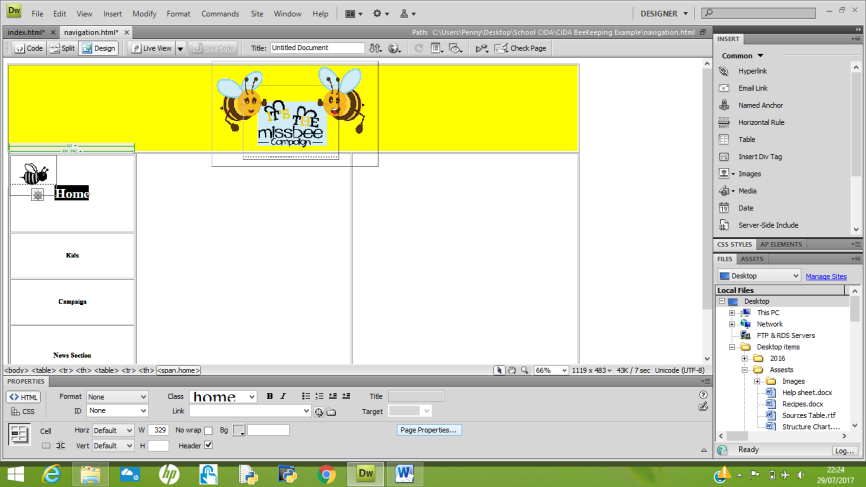 Dw File Edit View Insert Modify Format Commands Site Window Help DESIGNER
index.html* navigation.html* Path: C:\Users\Penny\Desktop\School CIDA\CiDA BeeKeeping Example\navigation.html
Code Split Design Live View Live Code Title: Untitled Document Check Page
IT'S THE
missbee
Campaign
Home
Kids
Campaign
News Section
<body> <table> <tr> <th> <table> <tr> <th> <span.home> 66% 1119 x 483 43K / 7 sec Unicode (UTF-8)
PROPERTIES
HTML Format None Class home B I Title
CSS ID None Link Target
Cell Horz Default W 329 No wrap Bg Page Properties...
Vert Default H Header
INSERT
Common
Hyperlink
Email Link
Named Anchor
Horizontal Rule
Table
Insert Div Tag
Images
Media
Date
Server-Side Include
CSS STYLES AP ELEMENTS
FILES ASSETS
Desktop Manage Sites
Local Files
Desktop
This PC
Network
FTP & RDS Servers
Desktop items
2016
Assests
Images
Help sheet.docx
Recipes.docx
Sources Table.rtf
Structure Chart....
Ready Log...
22:24
29/07/2017